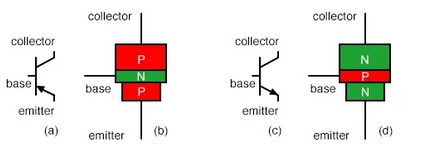 collector
P
N
P
base
emitter
collector
base
emitter
(a)
(b)
collector
N
P
N
base
emitter
collector
base
emitter
(c)
(d)